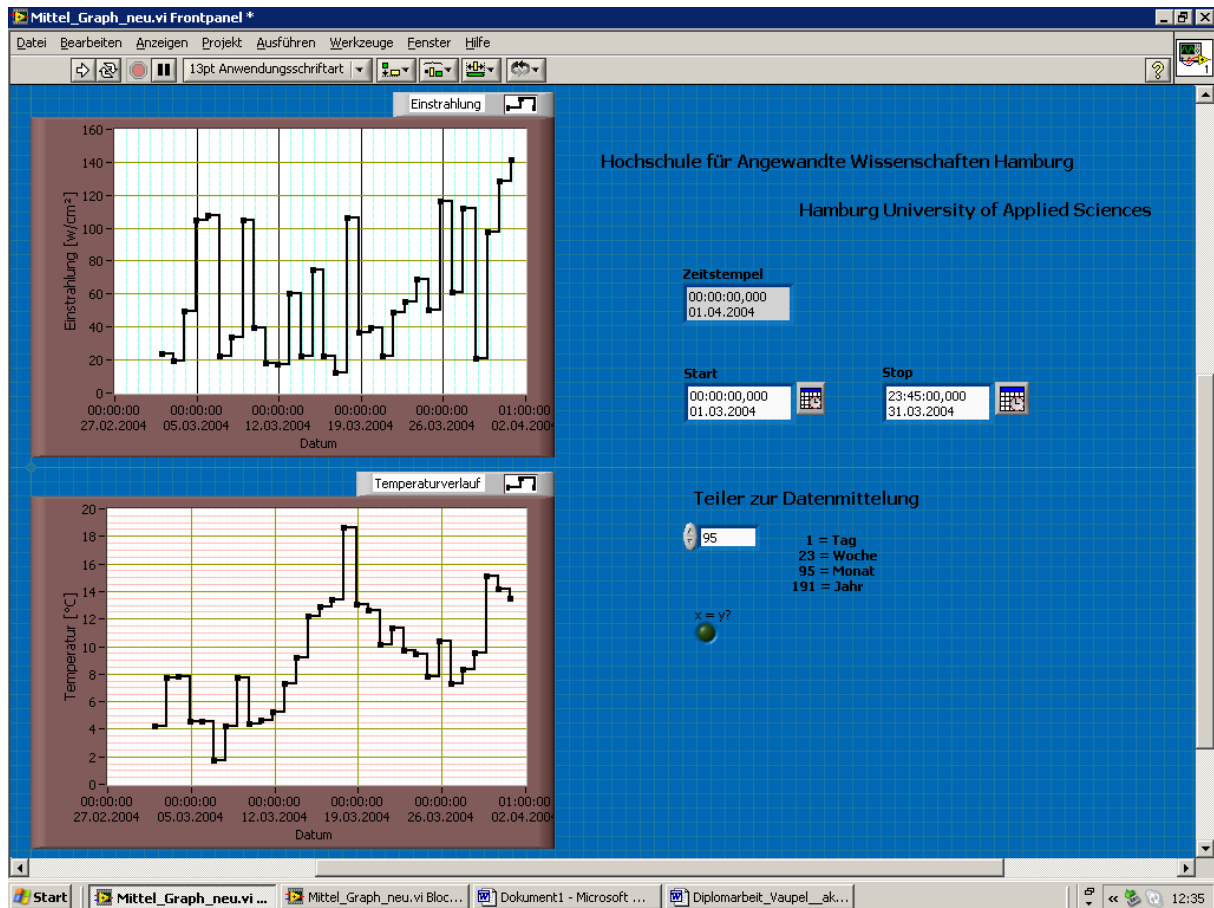 Mittel_Graph_neu.vi Frontpanel *
Datei Bearbeiten Anzeigen Projekt Ausführen Werkzeuge Fenster Hilfe
13pt Anwendungsschriftart
?
1
Einstrahlung
160
140
120
100
80
60
40
20
0
Einstrahlung [w/cm²]
00:00:00 00:00:00 00:00:00 00:00:00 00:00:00 01:00:00
27.02.2004 05.03.2004 12.03.2004 19.03.2004 26.03.2004 02.04.200
Datum
Hochschule für Angewandte Wissenschaften Hamburg
Hamburg University of Applied Sciences
Zeitstempel
00:00:00,000
01.04.2004
Start
00:00:00,000
01.03.2004
Stop
23:45:00,000
31.03.2004
Temperaturverlauf
20
18
16
14
12
10
8
6
4
2
0
Temperatur [°C]
00:00:00 00:00:00 00:00:00 00:00:00 00:00:00 01:00:00
27.02.2004 05.03.2004 12.03.2004 19.03.2004 26.03.2004 02.04.200
Datum
Teiler zur Datenmittelung
95
1 = Tag
23 = Woche
95 = Monat
191 = Jahr
x = y?
Start Mittel_Graph_neu.vi ... Mittel_Graph_neu.vi Bloc... Dokument1 - Microsoft ... Diplomarbeit_Vaupel__ak... « 12:35